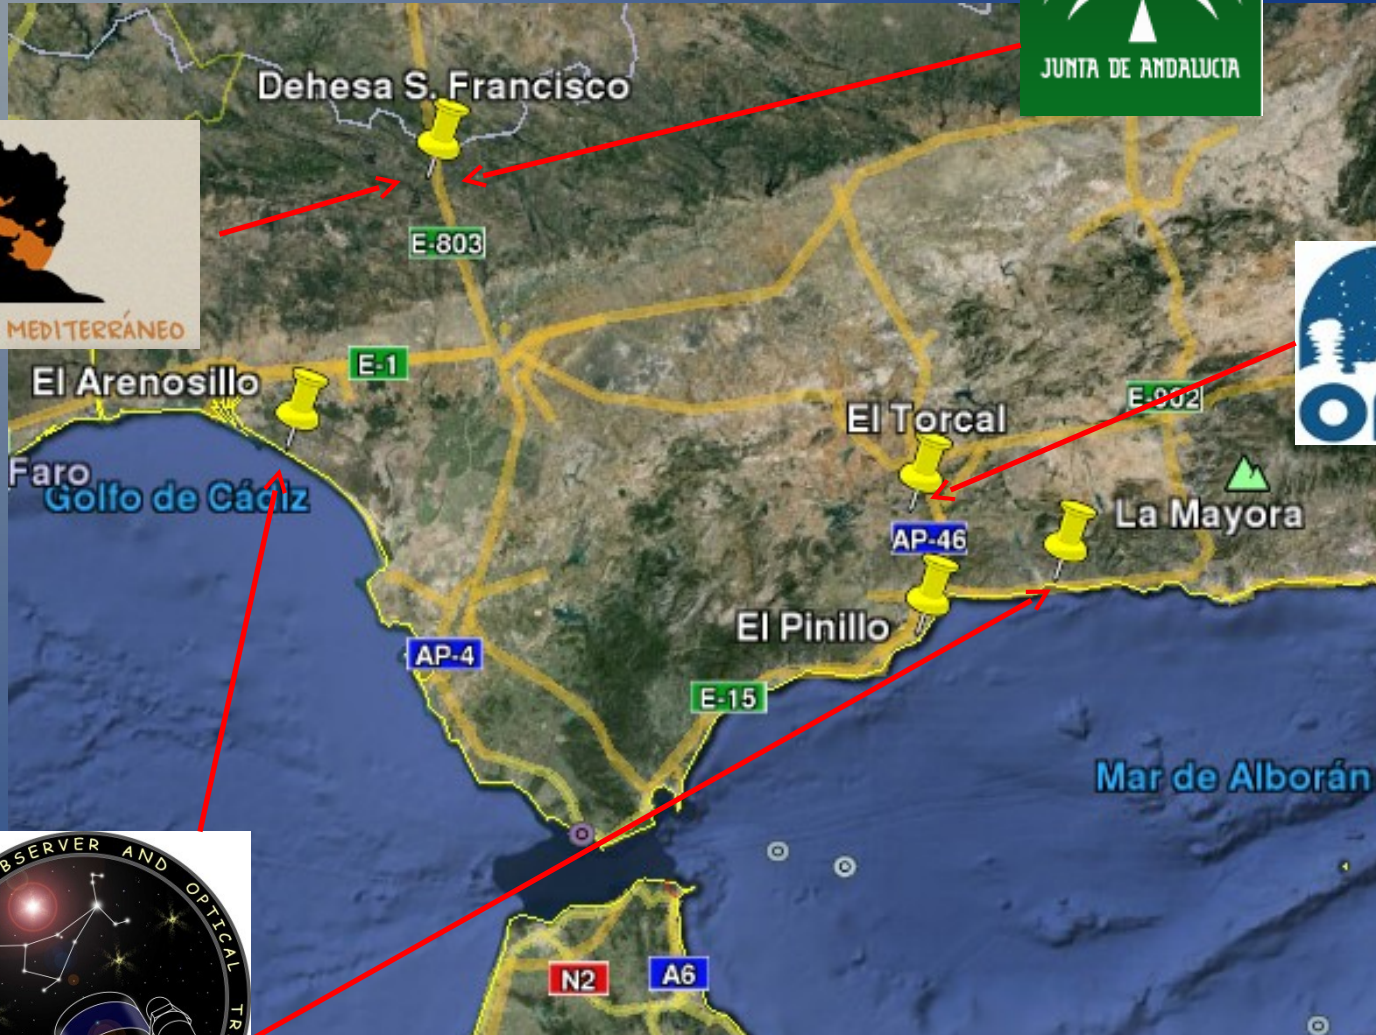 JUNTA DE ANDALUCIA
Dehesa S. Francisco
E-803
MEDITERRÁNEO
E-1
El Arenosillo
E-902
El Torcal
Faro
Golfo de Cádiz
La Mayora
AP-46
El Pinillo
AP-4
E-15
Mar de Alborán
OBSERVER AND OPTICAL TR
N2
A6